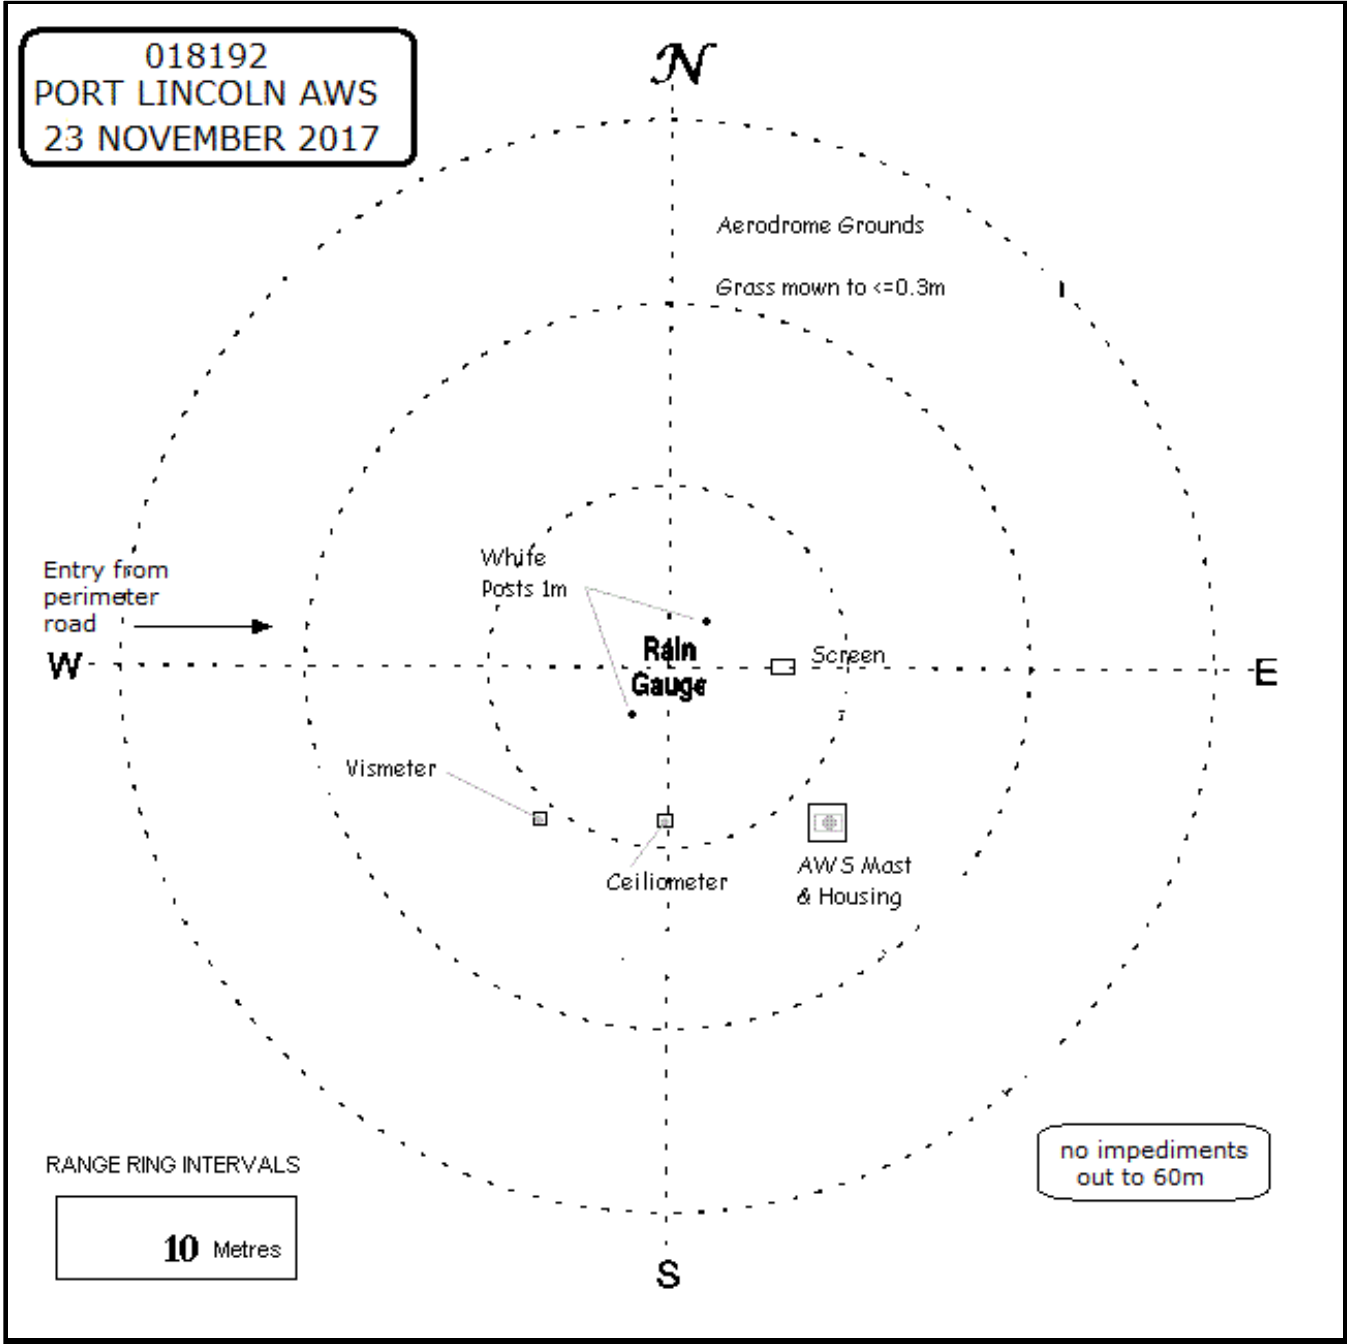 018192
PORT LINCOLN AWS
23 NOVEMBER 2017
N
Aerodrome Grounds
Grass mown to <=0.3m
White
Posts 1m
Entry from
perimeter
road
Rain
Gauge
W
Screen
E
Vismeter
Ceiliometer
AWS Mast
& Housing
no impediments
out to 60m
RANGE RING INTERVALS
10 Metres
S